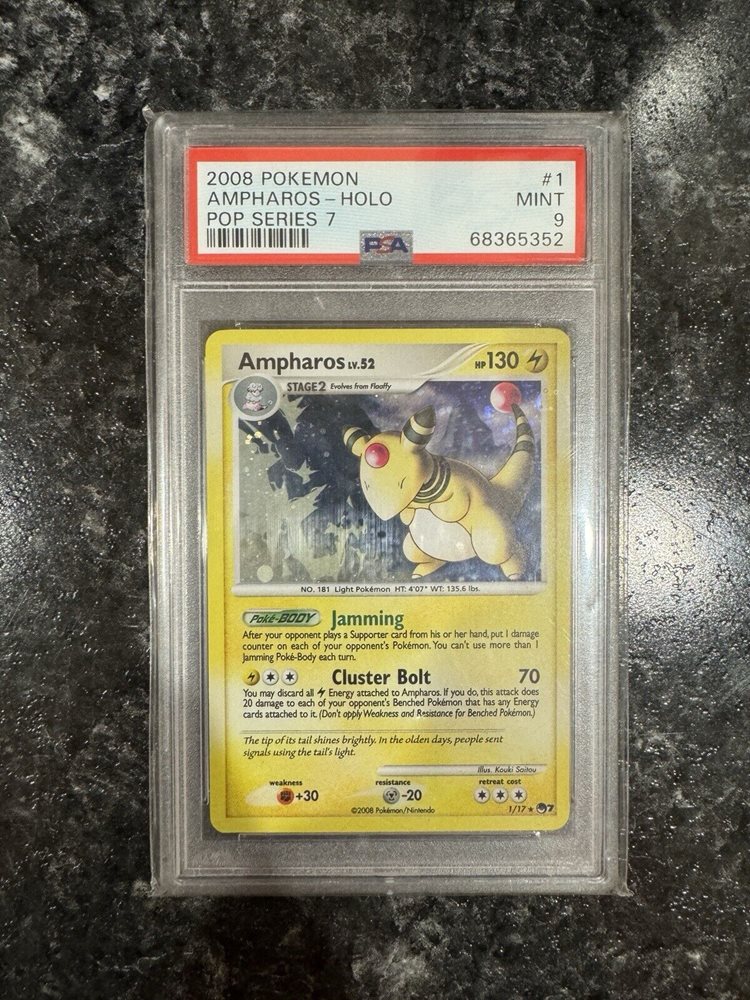 2008 POKEMON #1
AMPHAROS - HOLO MINT
POP SERIES 7 9
PSA 68365352
Ampharos LV.52 HP 130
STAGE2 Evolves from Flaaffy
NO. 181 Light Pokémon HT: 4'07" WT: 135.6 lbs.
Poké-BODY Jamming
After your opponent plays a Supporter card from his or her hand, put 1 damage
counter on each of your opponent's Pokémon. You can't use more than 1
Jamming Poké-Body each turn.
Cluster Bolt 70
You may discard all Energy attached to Ampharos. If you do, this attack does
20 damage to each of your opponent's Benched Pokémon that has any Energy
cards attached to it. (Don't apply Weakness and Resistance for Benched Pokémon.)
The tip of its tail shines brightly. In the olden days, people sent
signals using the tail's light.
Illus. Kouki Saitou
weakness resistance retreat cost
+30 -20
©2008 Pokémon/Nintendo 1/17 ★ 7